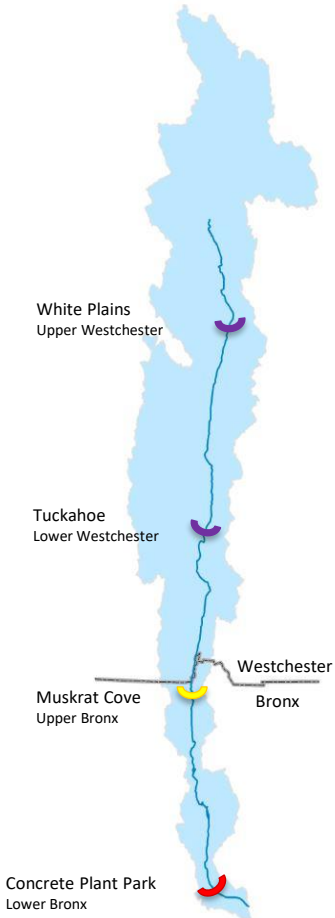 White Plains
Upper Westchester
Tuckahoe
Lower Westchester
Westchester
Muskrat Cove
Bronx
Upper Bronx
Concrete Plant Park
Lower Bronx